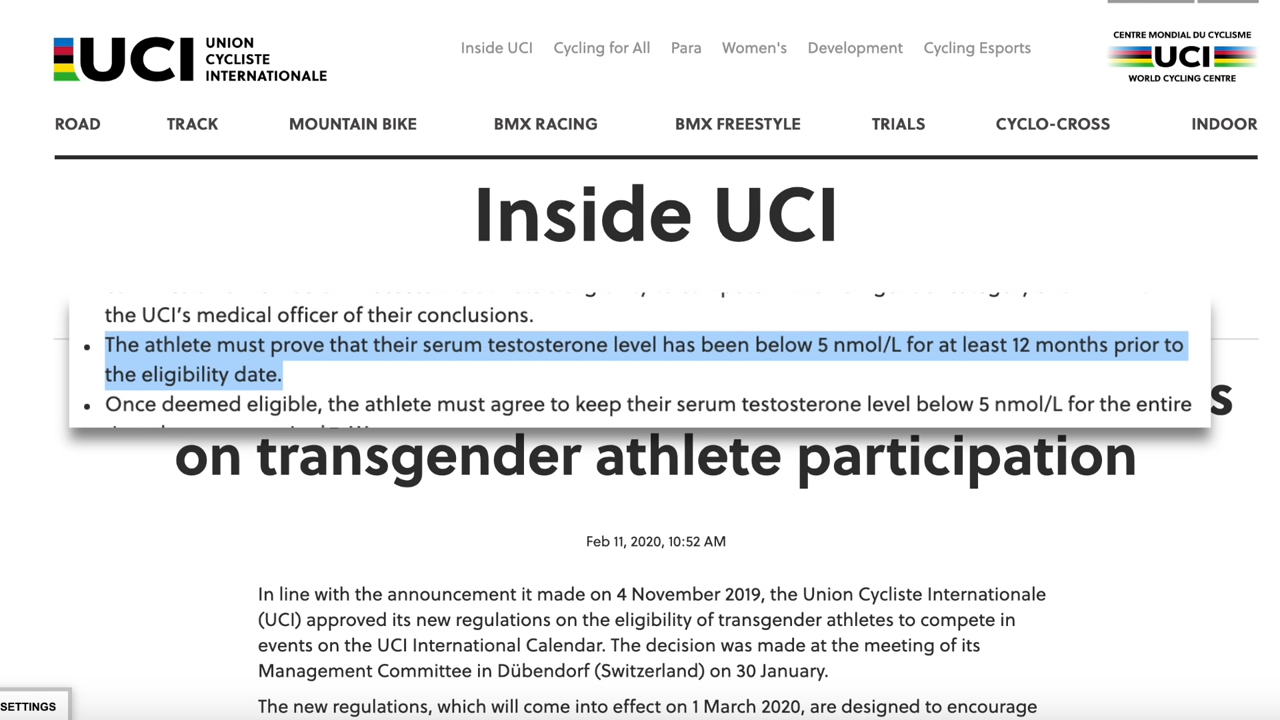 UCI UNION
CYCLISTE
INTERNATIONALE
Inside UCI Cycling for All Para Women's Development Cycling Esports
CENTRE MONDIAL DU CYCLISME
UCI
WORLD CYCLING CENTRE
ROAD TRACK MOUNTAIN BIKE BMX RACING BMX FREESTYLE TRIALS CYCLO-CROSS INDOOR
Inside UCI
the UCI's medical officer of their conclusions.
• The athlete must prove that their serum testosterone level has been below 5 nmol/L for at least 12 months prior to
the eligibility date.
• Once deemed eligible, the athlete must agree to keep their serum testosterone level below 5 nmol/L for the entire
on transgender athlete participation
Feb 11, 2020, 10:52 AM
In line with the announcement it made on 4 November 2019, the Union Cycliste Internationale
(UCI) approved its new regulations on the eligibility of transgender athletes to compete in
events on the UCI International Calendar. The decision was made at the meeting of its
Management Committee in Dübendorf (Switzerland) on 30 January.
The new regulations, which will come into effect on 1 March 2020, are designed to encourage
SETTINGS